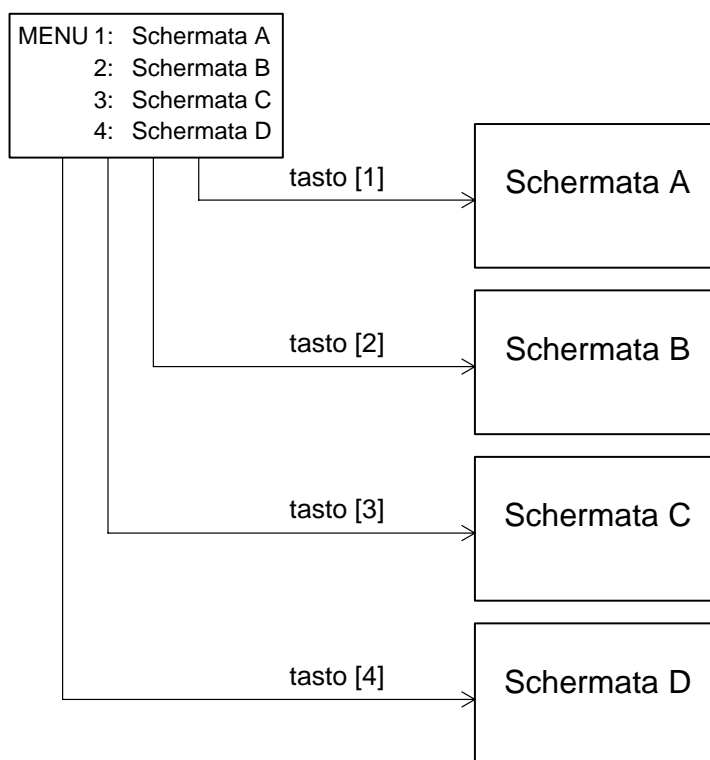 MENU 1: Schermata A
2: Schermata B
3: Schermata C
4: Schermata D
tasto [1]
Schermata A
tasto [2]
Schermata B
tasto [3]
Schermata C
tasto [4]
Schermata D